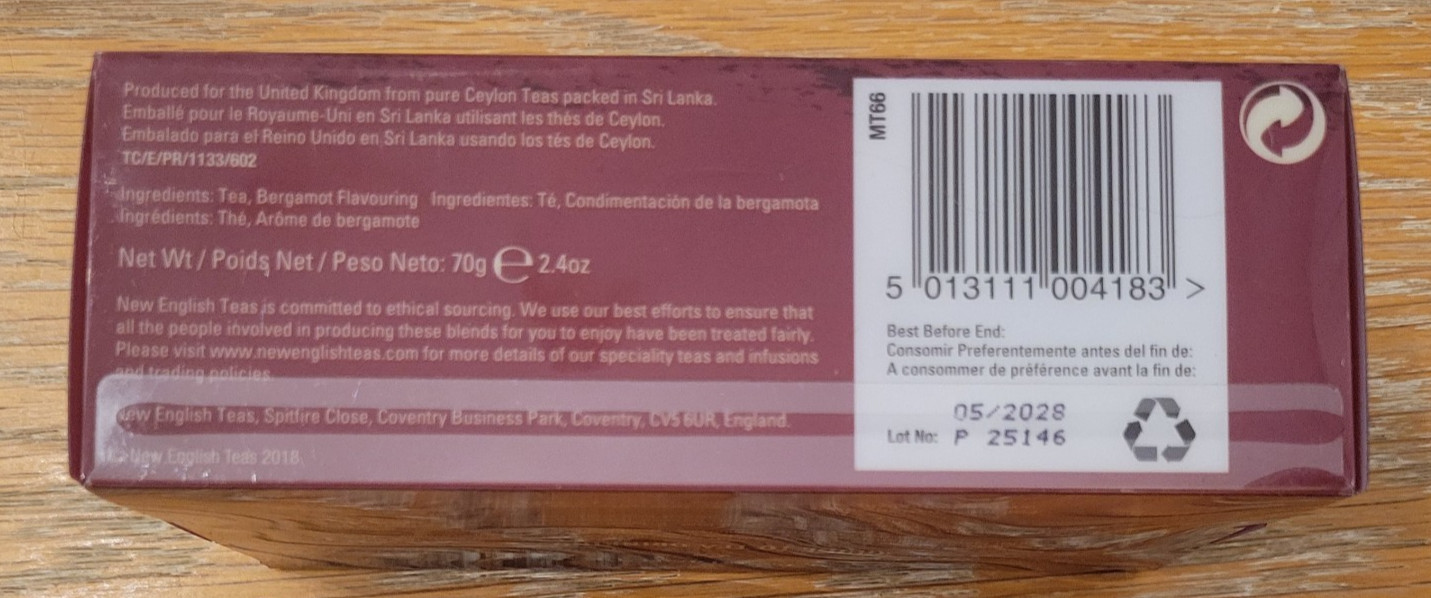 Produced for the United Kingdom from pure Ceylon Teas packed in Sri Lanka.
Emballé pour le Royaume-Uni en Sri Lanka utilisant les thés de Ceylon.
Embalado para el Reino Unido en Sri Lanka usando los tés de Ceylon.
TC/E/PR/1133/602
Ingredients: Tea, Bergamot Flavouring Ingredientes: Té, Condimentación de la bergamota
Ingrédients: Thé, Arôme de bergamote
Net Wt / Poids Net / Peso Neto: 70g e 2.4oz
New English Teas is committed to ethical sourcing. We use our best efforts to ensure that
all the people involved in producing these blends for you to enjoy have been treated fairly.
Please visit www.newenglishteas.com for more details of our speciality teas and infusions
and trading policies.
New English Teas, Spitfire Close, Coventry Business Park, Coventry, CV5 6UR, England.
© New English Teas 2018.
MT66
5 013111 004183 >
Best Before End:
Consomir Preferentemente antes del fin de:
A consommer de préférence avant la fin de:
05/2028
Lot No: P 25146